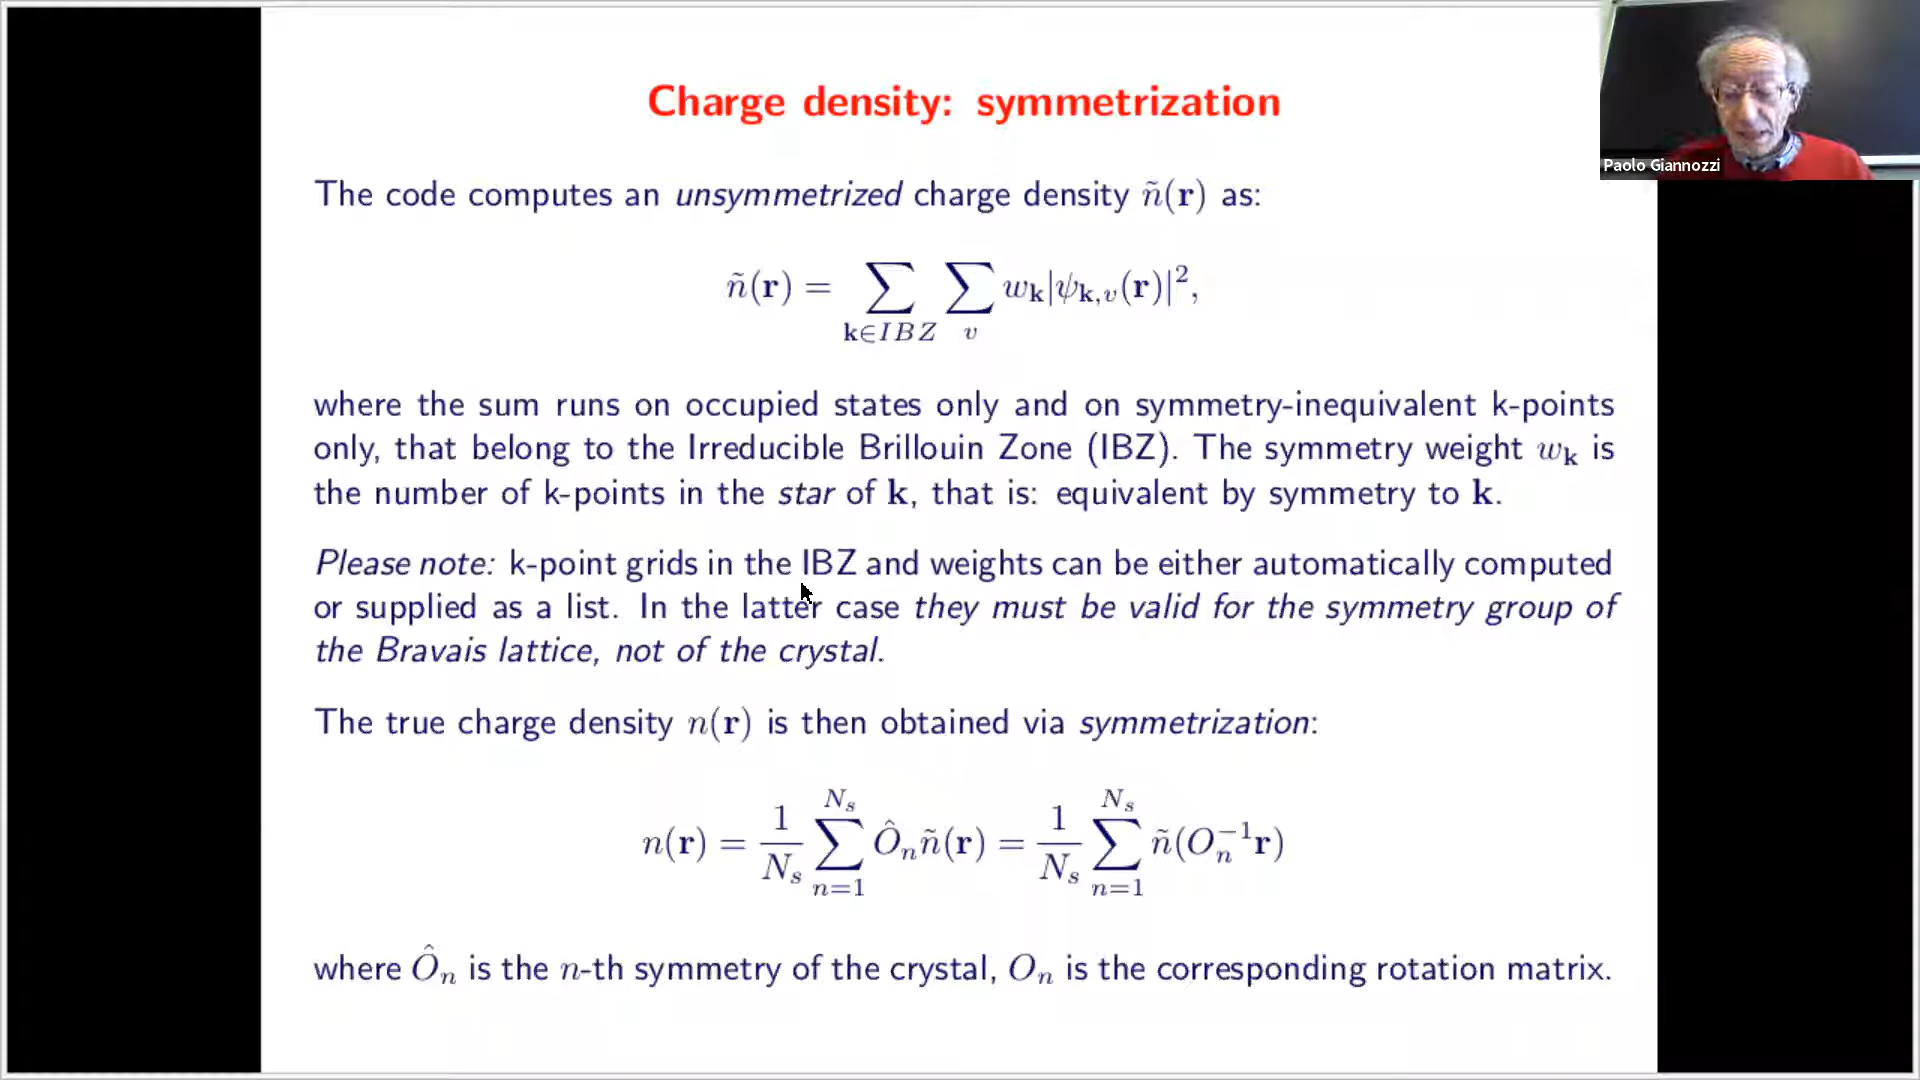 Charge density: symmetrization
Paolo Giannozzi
The code computes an unsymmetrized charge density ñ(r) as:
ñ(r) = ∑_{k∈IBZ} ∑_v w_k|ψ_{k,v}(r)|²,
where the sum runs on occupied states only and on symmetry-inequivalent k-points
only, that belong to the Irreducible Brillouin Zone (IBZ). The symmetry weight w_k is
the number of k-points in the star of k, that is: equivalent by symmetry to k.
Please note: k-point grids in the IBZ and weights can be either automatically computed
or supplied as a list. In the latter case they must be valid for the symmetry group of
the Bravais lattice, not of the crystal.
The true charge density n(r) is then obtained via symmetrization:
n(r) = \frac{1}{N_s} ∑_{n=1}^{N_s} Ô_n ñ(r) = \frac{1}{N_s} ∑_{n=1}^{N_s} ñ(O_n^{-1}r)
where Ô_n is the n-th symmetry of the crystal, O_n is the corresponding rotation matrix.